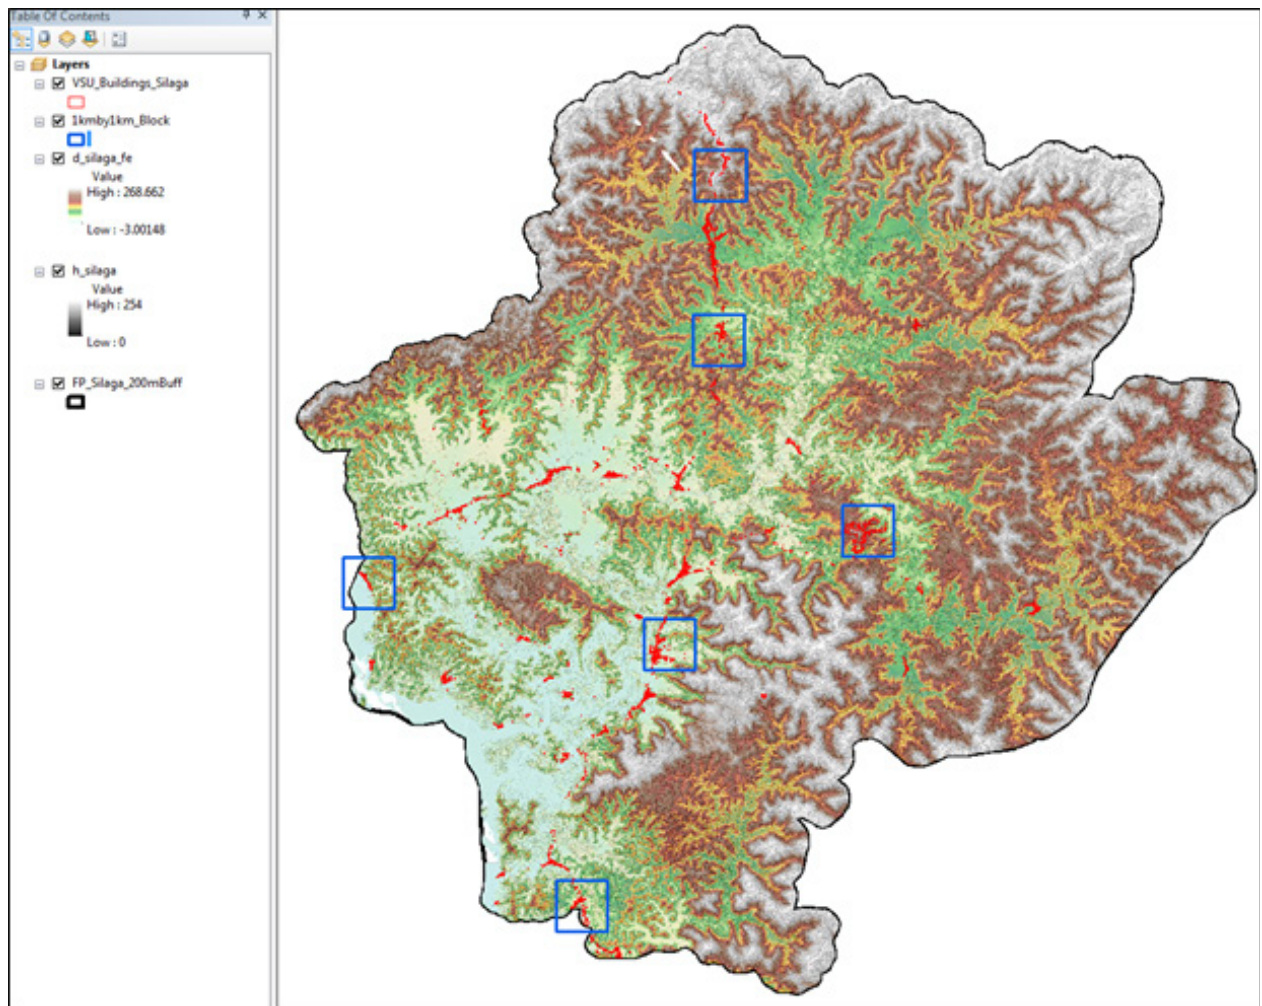 Table Of Contents
Layers
VSU_Buildings_Silaga
1kmby1km_Block
d_silaga_fe
Value
High : 268.662
Low : -3.00148
h_silaga
Value
High : 254
Low : 0
FP_Silaga_200mBuff